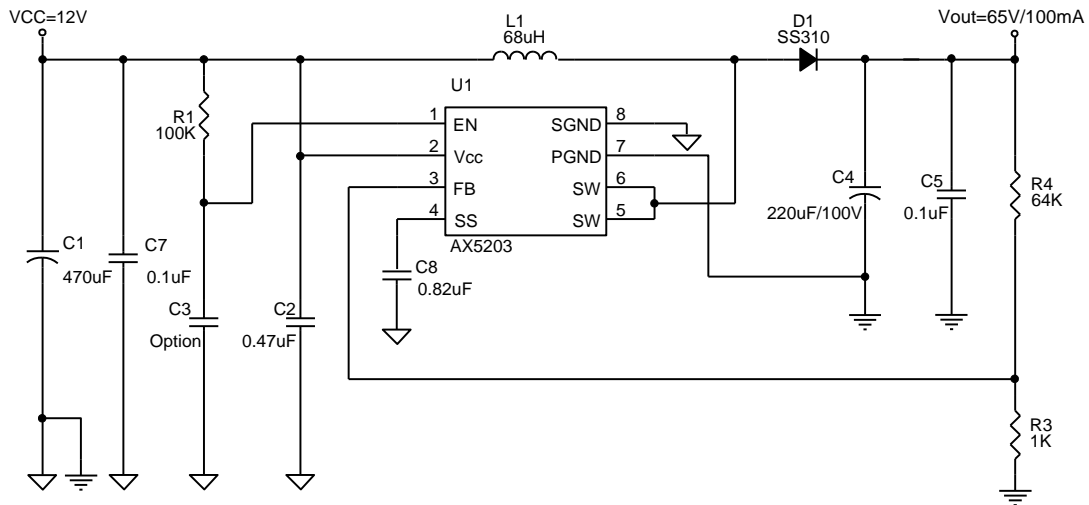 VCC=12V
L1
68uH
D1
SS310
Vout=65V/100mA
U1
R1
100K
1
EN
SGND
8
2
Vcc
PGND
7
3
FB
SW
6
4
SS
SW
5
AX5203
C4
220uF/100V
C5
0.1uF
R4
64K
C1
470uF
C7
0.1uF
C8
0.82uF
C3
Option
C2
0.47uF
R3
1K